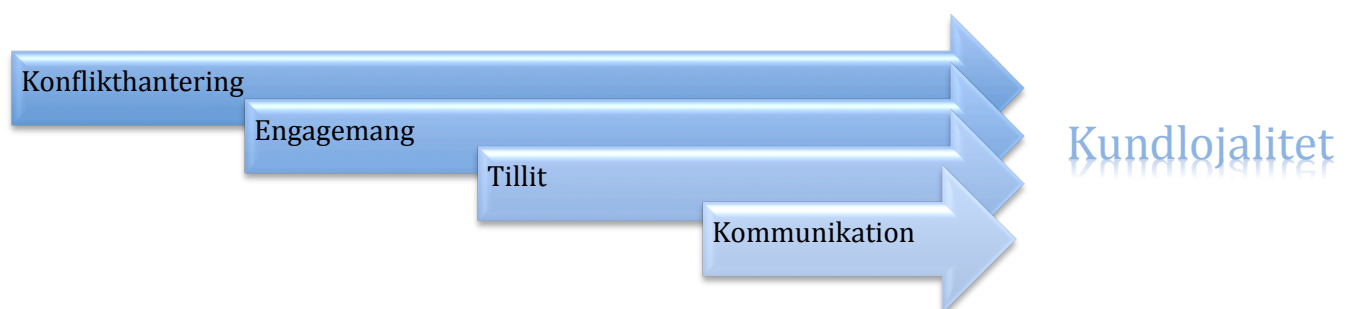 Konflikthantering
Engagemang
Kundlojalitet
Tillit
Kommunikation